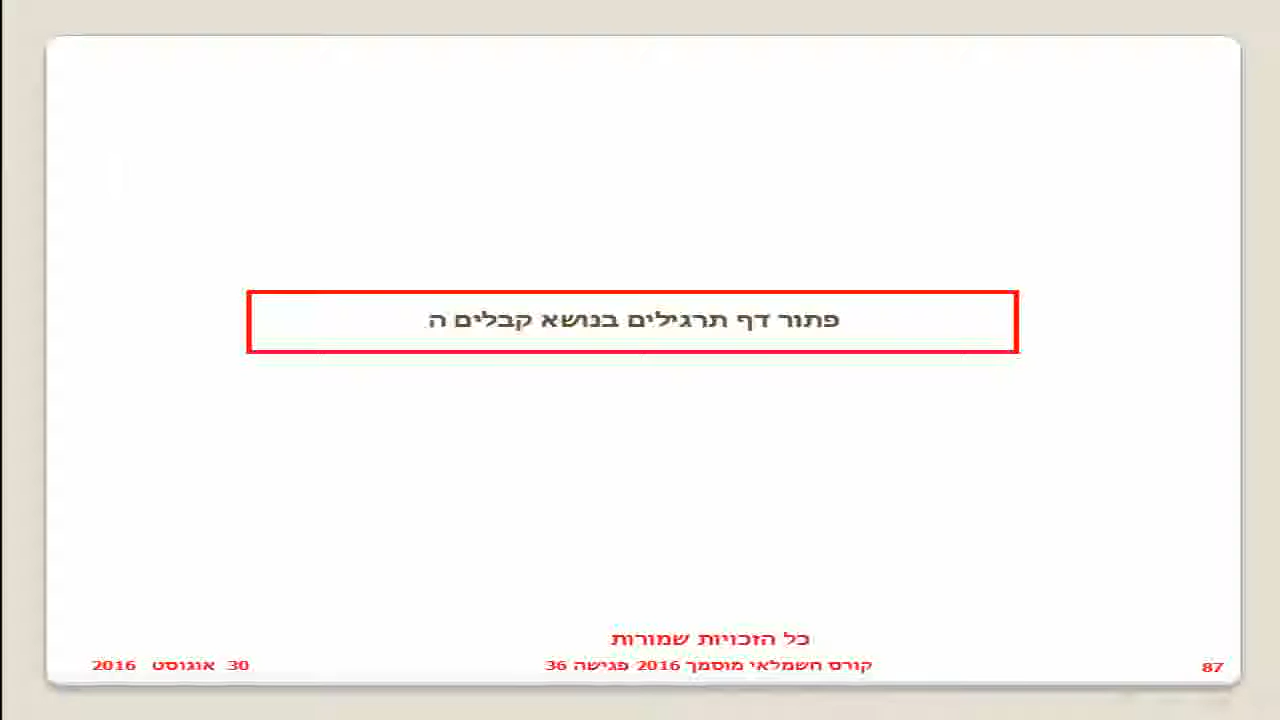 פתור דף תרגילים בנושא קבלים ה
כל הזכויות שמורות
קורס חשמלאי מוסמך 2016 פגישה 36
30 אוגוסט 2016
87